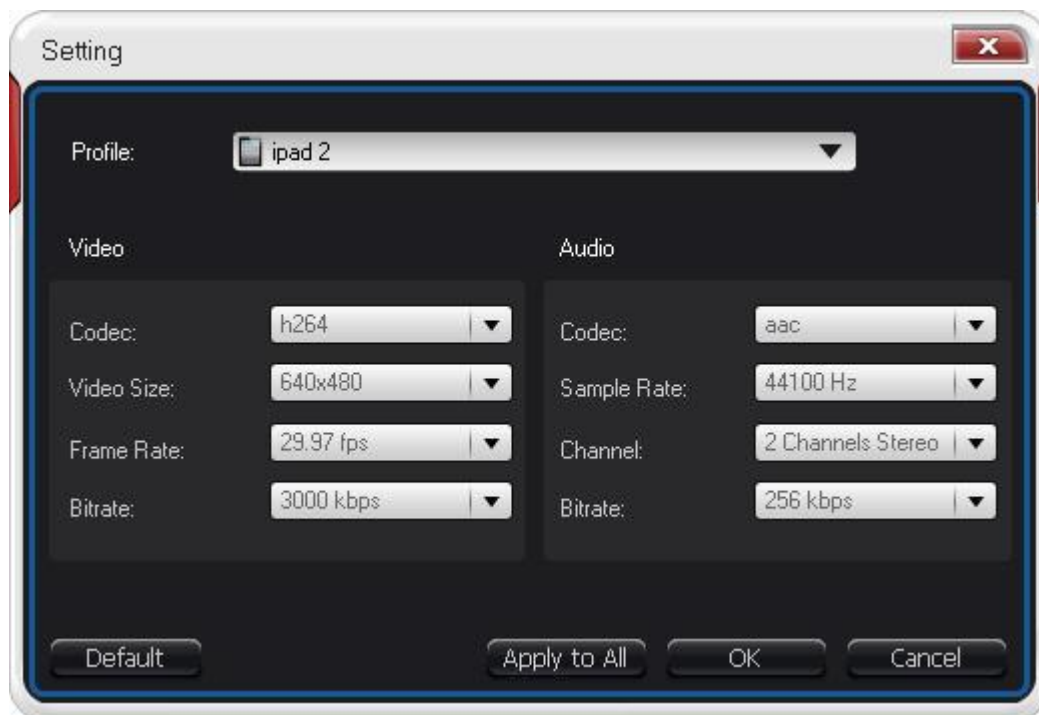 Setting
Profile: ipad 2
Video
Codec: h264
Video Size: 640x480
Frame Rate: 29.97 fps
Bitrate: 3000 kbps
Audio
Codec: aac
Sample Rate: 44100 Hz
Channel: 2 Channels Stereo
Bitrate: 256 kbps
Default Apply to All OK Cancel